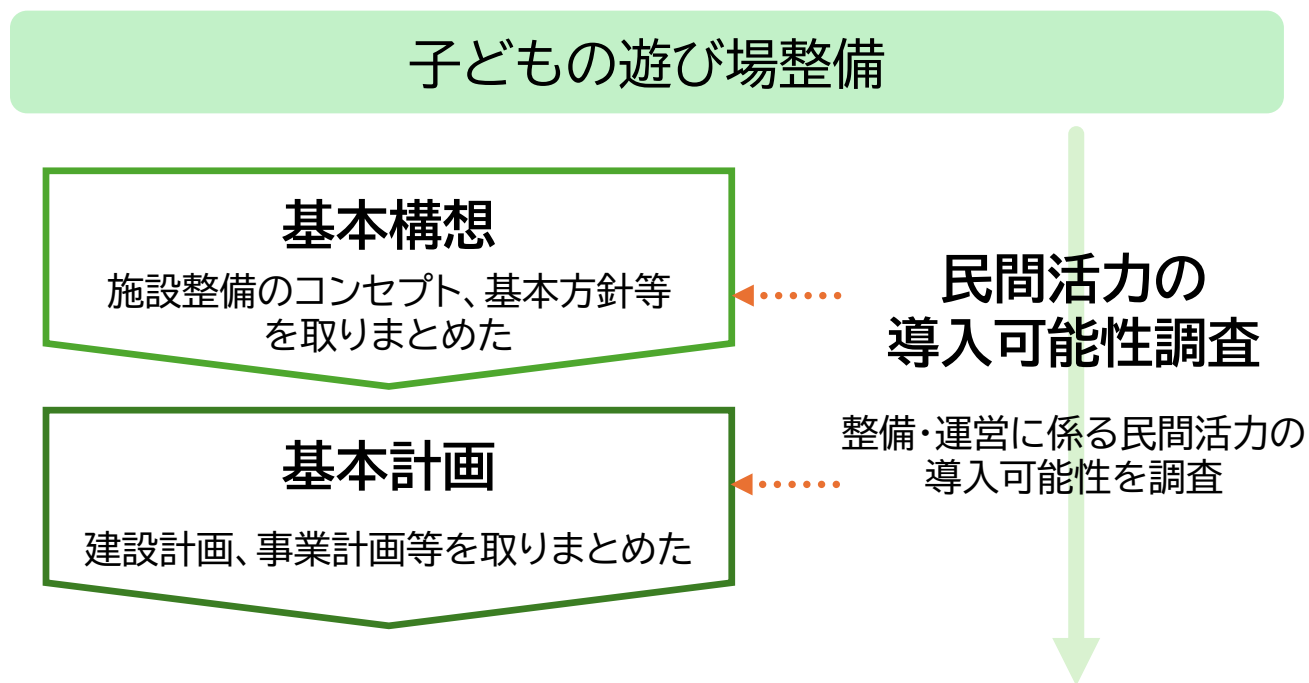 子どもの遊び場整備
基本構想
施設整備のコンセプト、基本方針等
を取りまとめた
民間活力の
導入可能性調査
整備・運営に係る民間活力の
導入可能性を調査
基本計画
建設計画、事業計画等を取りまとめた